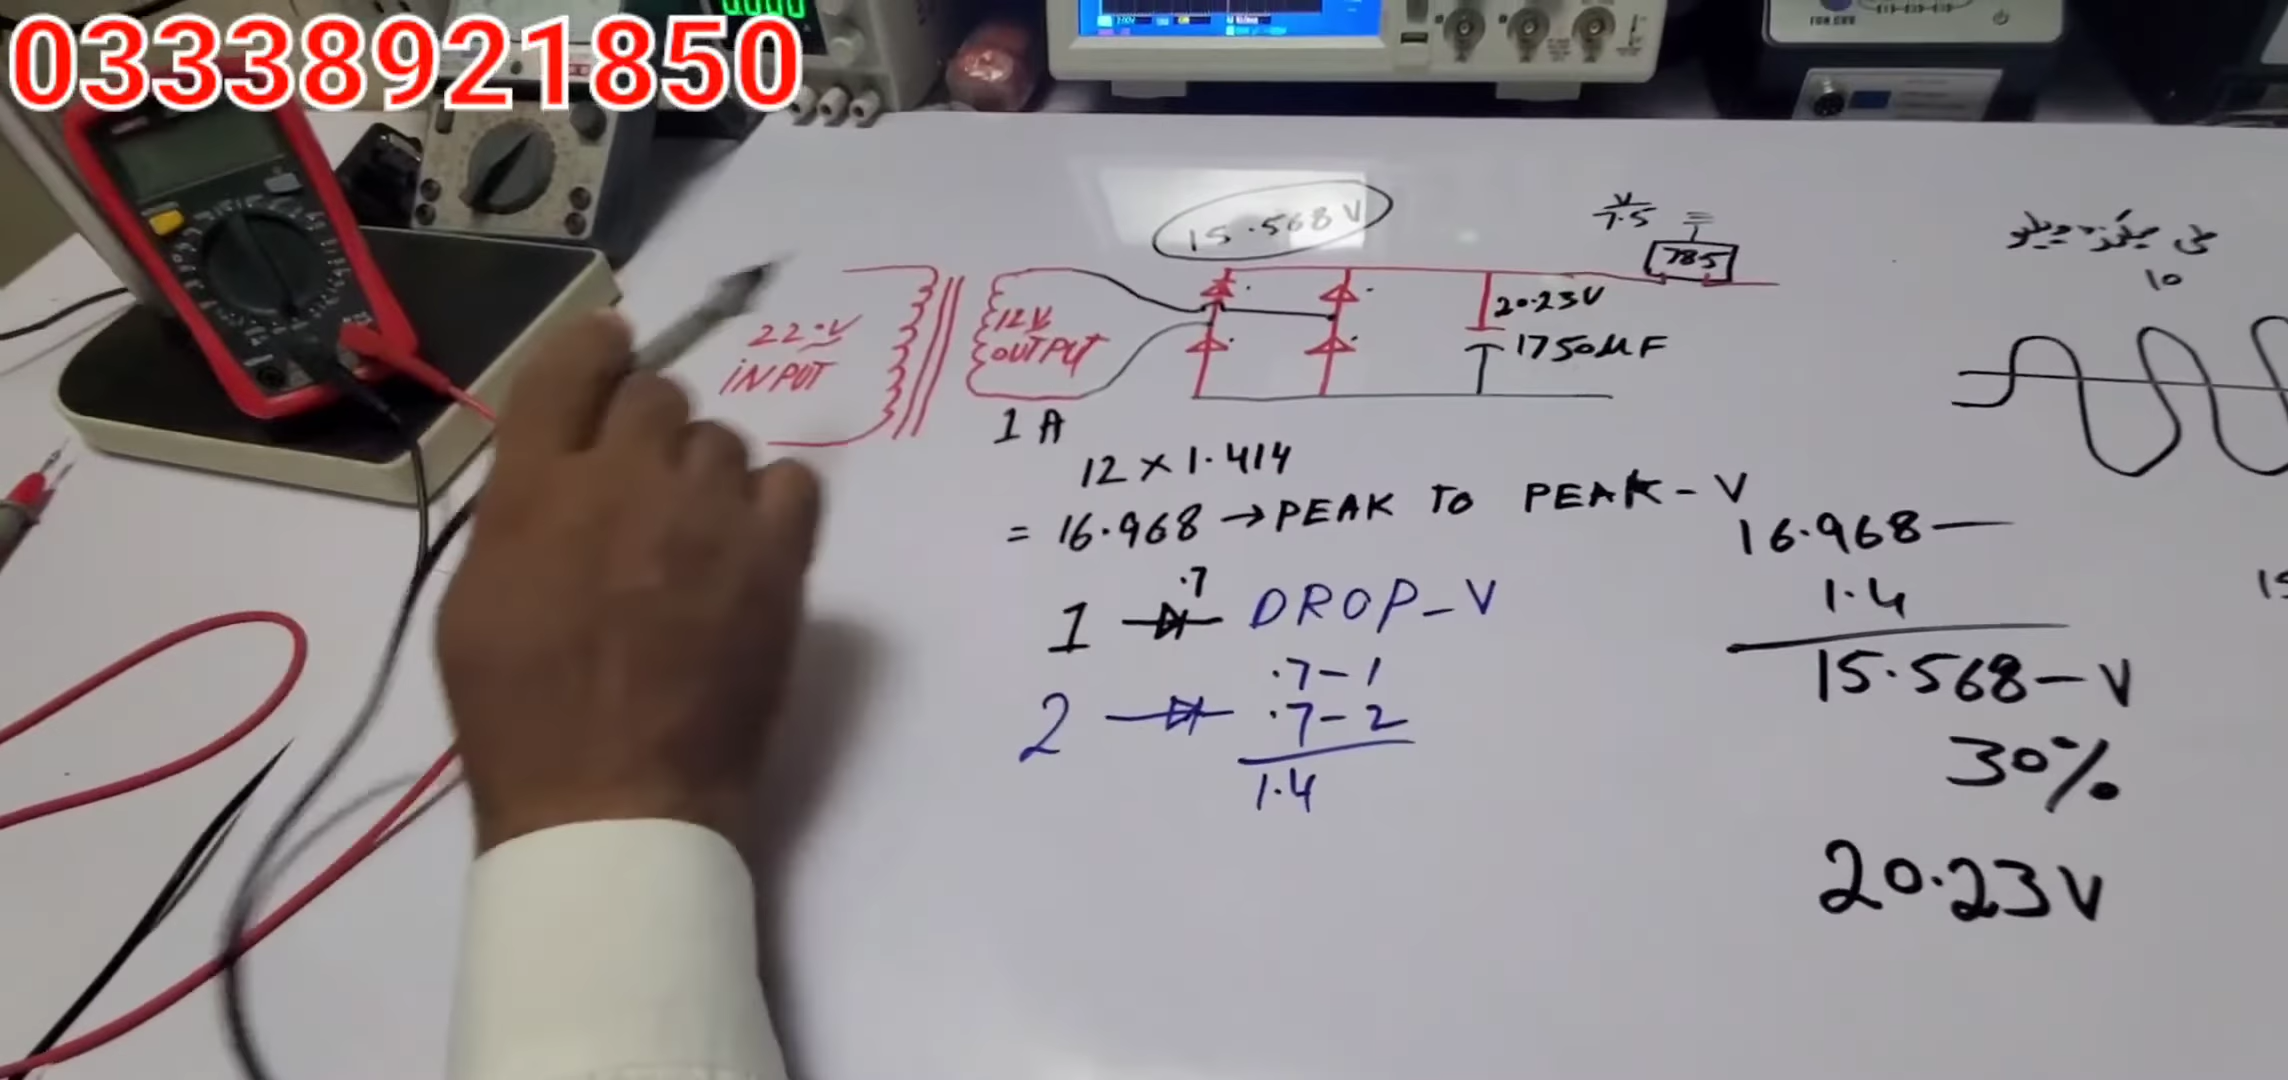 03338921850
15.568 V
V
7.5
785
10
220V
INPUT
12V
OUTPUT
1 A
20.23V
1750MF
12 × 1.414
= 16.968 → PEAK TO PEAK - V
16.968 —
1.4
15.568 - V
30%
20.23V
.7
1 DROP - V
.7 - 1
2 .7 - 2
1.4